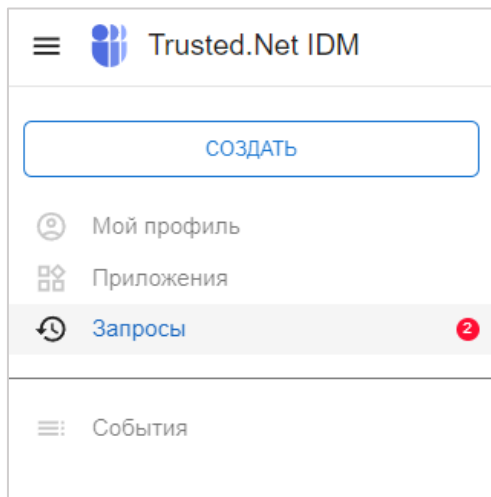 Trusted.Net IDM
СОЗДАТЬ
Мой профиль
Приложения
Запросы 2
События